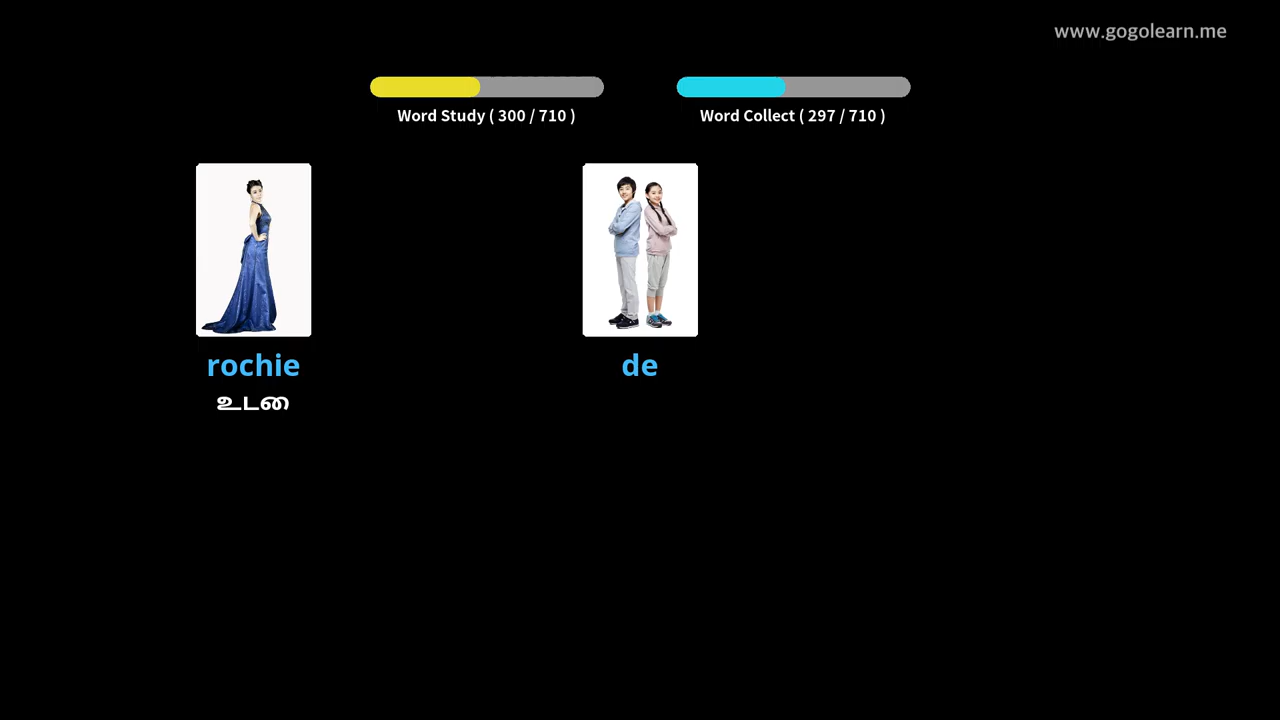 www.gogolearn.me
Word Study ( 300 / 710 )
Word Collect ( 297 / 710 )
rochie
de
உடை